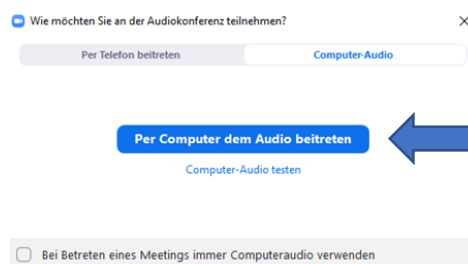 Wie möchten Sie an der Audiokonferenz teilnehmen?
Per Telefon beitreten
Computer-Audio
Per Computer dem Audio beitreten
Computer-Audio testen
Bei Betreten eines Meetings immer Computeraudio verwenden